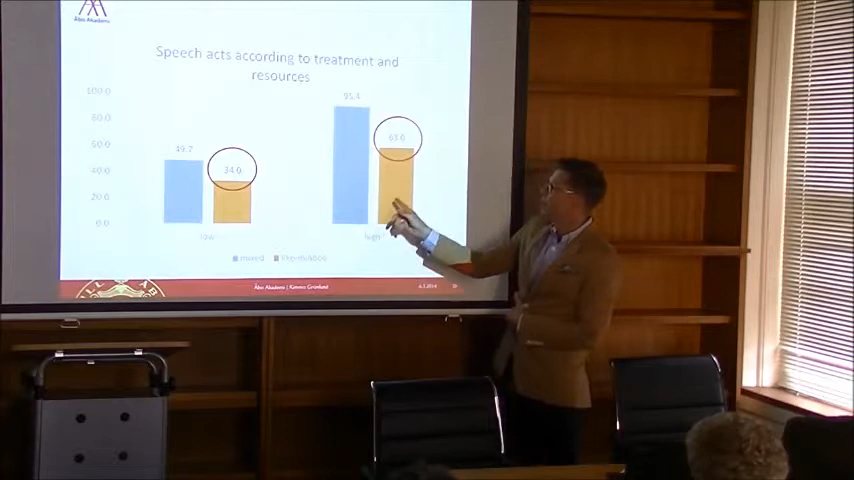 Åbo Akademi
Speech acts according to treatment and
resources
100.0
80.0
60.0
40.0
20.0
0.0
49.7
34.0
95.4
63.0
low
high
mixed
Åbo Akademi | Kimmo Grönlund